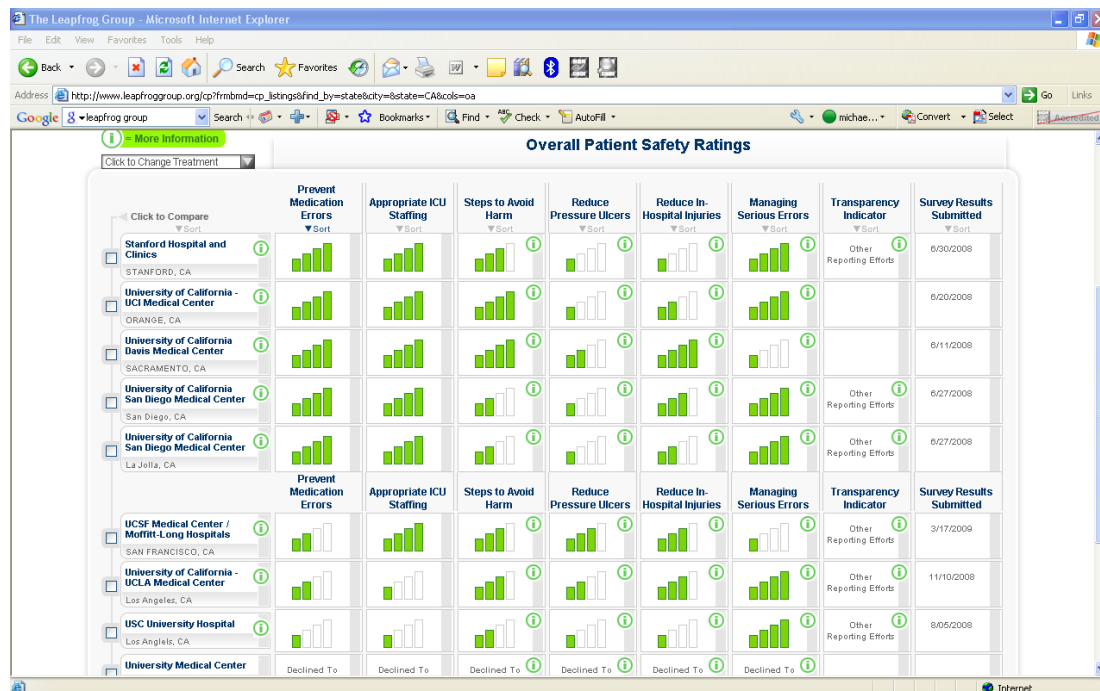 The Leapfrog Group - Microsoft Internet Explorer
File Edit View Favorites Tools Help
Back Search Favorites
Address http://www.leapfroggroup.org/cp?frmbmd=cp_listings&find_by=state&city=&state=CA&cols=oa Go Links
Google leapfrog group Search Bookmarks Find ABC Check AutoFill michae... Convert Select Accredited
i = More Information
Overall Patient Safety Ratings
Click to Change Treatment
Click to Compare
Prevent Medication Errors
Appropriate ICU Staffing
Steps to Avoid Harm
Reduce Pressure Ulcers
Reduce In-Hospital Injuries
Managing Serious Errors
Transparency Indicator
Survey Results Submitted
▼Sort ▼Sort ▼Sort ▼Sort ▼Sort ▼Sort ▼Sort ▼Sort ▼Sort
Stanford Hospital and
Clinics
STANFORD, CA
Other
Reporting Efforts
6/30/2008
University of California -
UCI Medical Center
ORANGE, CA
6/20/2008
University of California
Davis Medical Center
SACRAMENTO, CA
6/11/2008
University of California
San Diego Medical Center
San Diego, CA
Other
Reporting Efforts
6/27/2008
University of California
San Diego Medical Center
La Jolla, CA
Other
Reporting Efforts
6/27/2008
Prevent Medication Errors
Appropriate ICU Staffing
Steps to Avoid Harm
Reduce Pressure Ulcers
Reduce In-Hospital Injuries
Managing Serious Errors
Transparency Indicator
Survey Results Submitted
UCSF Medical Center /
Moffitt-Long Hospitals
SAN FRANCISCO, CA
Other
Reporting Efforts
3/17/2009
University of California -
UCLA Medical Center
Los Angeles, CA
Other
Reporting Efforts
11/10/2008
USC University Hospital
Los Anglels, CA
Other
Reporting Efforts
8/05/2008
University Medical Center
Declined To Declined To Declined To Declined To Declined To Declined To
Internet